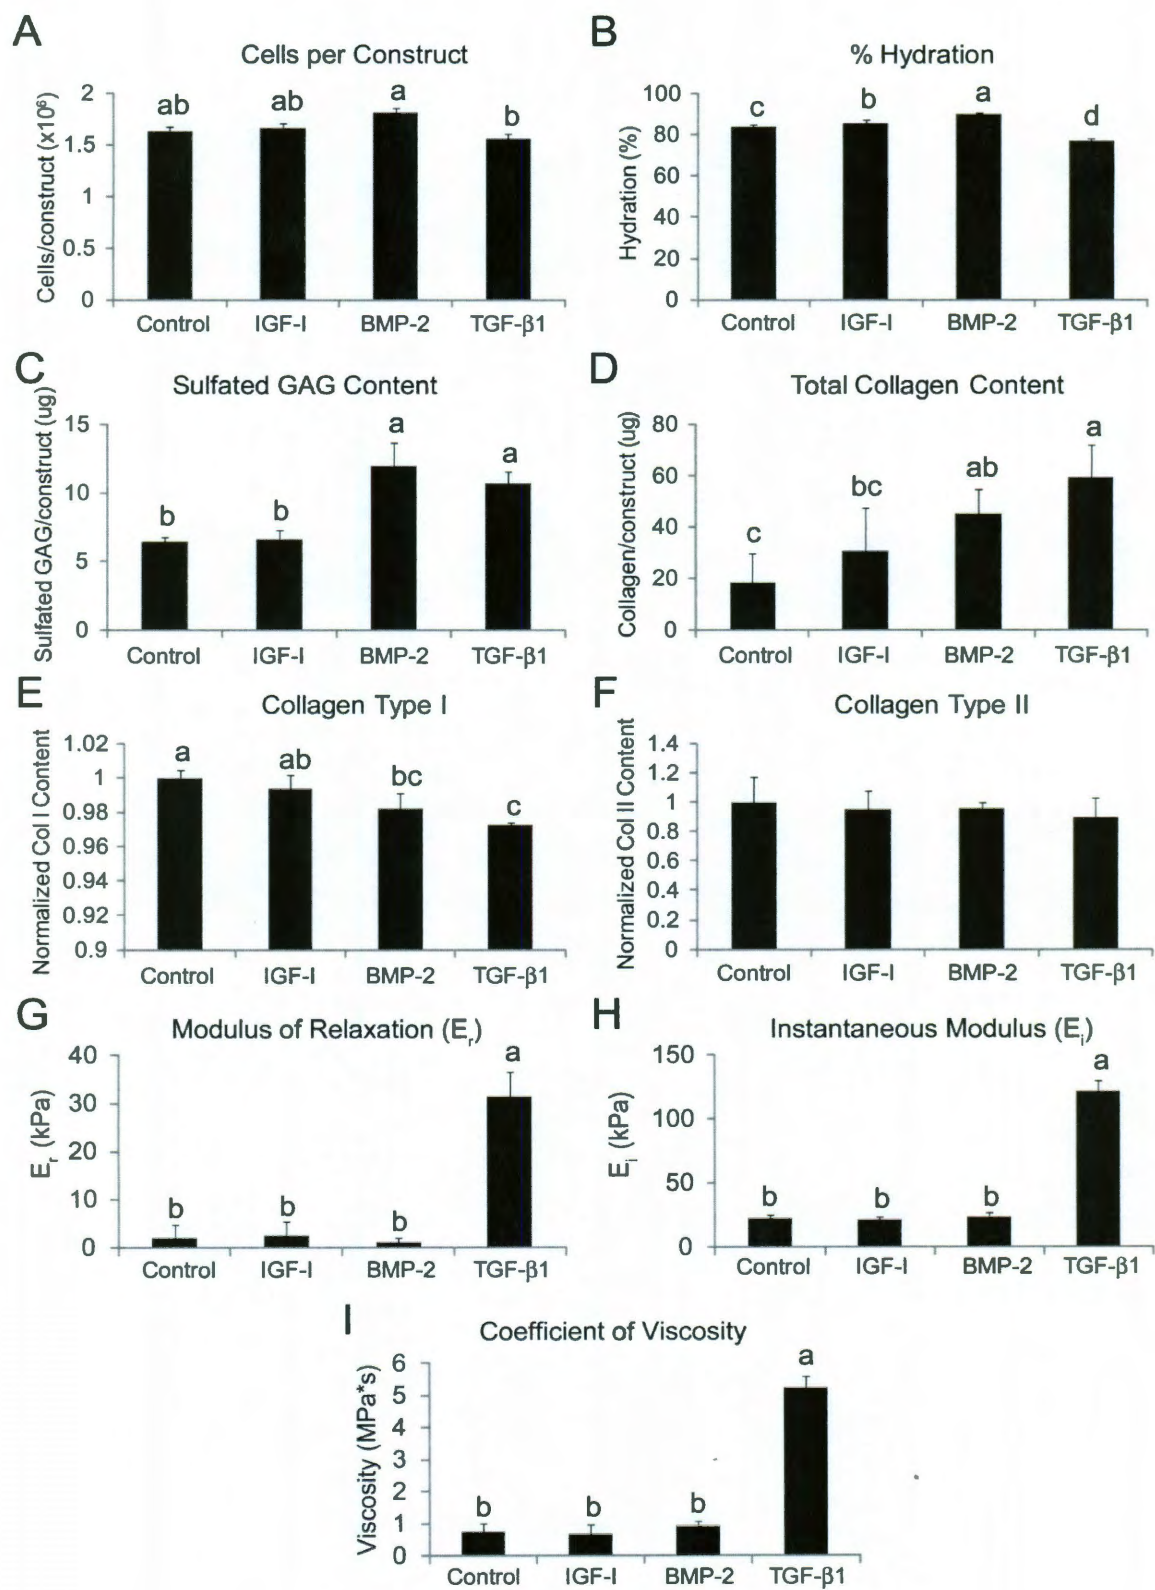 A
Cells per Construct
Cells/construct (x10⁶)
2
1.5
1
0.5
0
ab
ab
a
b
Control
IGF-I
BMP-2
TGF-β1
B
% Hydration
Hydration (%)
100
80
60
40
20
0
c
b
a
d
Control
IGF-I
BMP-2
TGF-β1
C
Sulfated GAG Content
Sulfated GAG/construct (ug)
15
10
5
0
b
b
a
a
Control
IGF-I
BMP-2
TGF-β1
D
Total Collagen Content
Collagen/construct (ug)
80
60
40
20
0
c
bc
ab
a
Control
IGF-I
BMP-2
TGF-β1
E
Collagen Type I
Normalized Col I Content
1.02
1
0.98
0.96
0.94
0.92
0.9
a
ab
bc
c
Control
IGF-I
BMP-2
TGF-β1
F
Collagen Type II
Normalized Col II Content
1.4
1.2
1
0.8
0.6
0.4
0.2
0
Control
IGF-I
BMP-2
TGF-β1
G
Modulus of Relaxation (Eᵣ)
Eᵣ (kPa)
40
30
20
10
0
b
b
b
a
Control
IGF-I
BMP-2
TGF-β1
H
Instantaneous Modulus (Eᵢ)
Eᵢ (kPa)
150
100
50
0
b
b
b
a
Control
IGF-I
BMP-2
TGF-β1
I
Coefficient of Viscosity
Viscosity (MPa*s)
6
5
4
3
2
1
0
b
b
b
a
Control
IGF-I
BMP-2
TGF-β1